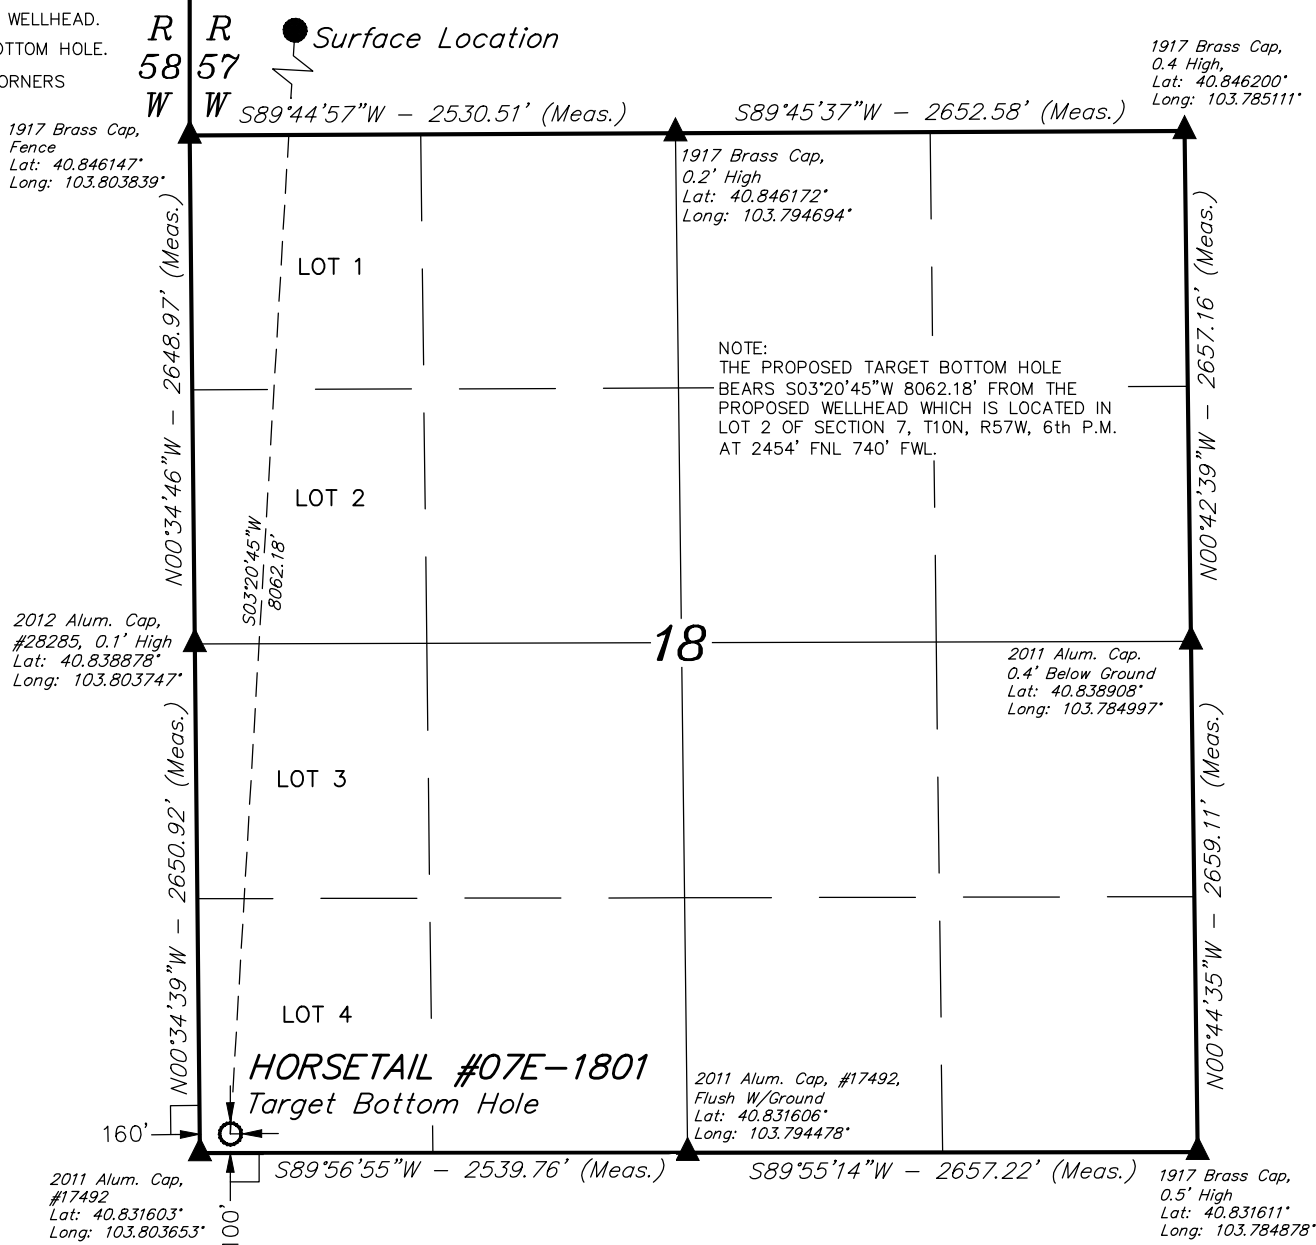 WELLHEAD.
OTTOM HOLE.
ORNERS
R R
58 57
W W
Surface Location
1917 Brass Cap,
0.4 High,
Lat: 40.846200°
Long: 103.785111°
S89°44'57"W - 2530.51' (Meas.)
S89°45'37"W - 2652.58' (Meas.)
1917 Brass Cap,
Fence
Lat: 40.846147°
Long: 103.803839°
1917 Brass Cap,
0.2' High
Lat: 40.846172°
Long: 103.794694°
N00°34'46"W - 2648.97' (Meas.)
N00°42'39"W - 2657.16' (Meas.)
LOT 1
NOTE:
THE PROPOSED TARGET BOTTOM HOLE
BEARS S03°20'45"W 8062.18' FROM THE
PROPOSED WELLHEAD WHICH IS LOCATED IN
LOT 2 OF SECTION 7, T10N, R57W, 6th P.M.
AT 2454' FNL 740' FWL.
LOT 2
S03°20'45"W
8062.18'
2012 Alum. Cap,
#28285, 0.1' High
Lat: 40.838878°
Long: 103.803747°
18
2011 Alum. Cap.
0.4' Below Ground
Lat: 40.838908°
Long: 103.784997°
N00°34'39"W - 2650.92' (Meas.)
N00°44'35"W - 2659.11' (Meas.)
LOT 3
LOT 4
HORSETAIL #07E-1801
Target Bottom Hole
160'
2011 Alum. Cap, #17492,
Flush W/Ground
Lat: 40.831606°
Long: 103.794478°
S89°56'55"W - 2539.76' (Meas.)
S89°55'14"W - 2657.22' (Meas.)
2011 Alum. Cap,
#17492
Lat: 40.831603°
Long: 103.803653°
100'
1917 Brass Cap,
0.5' High
Lat: 40.831611°
Long: 103.784878°